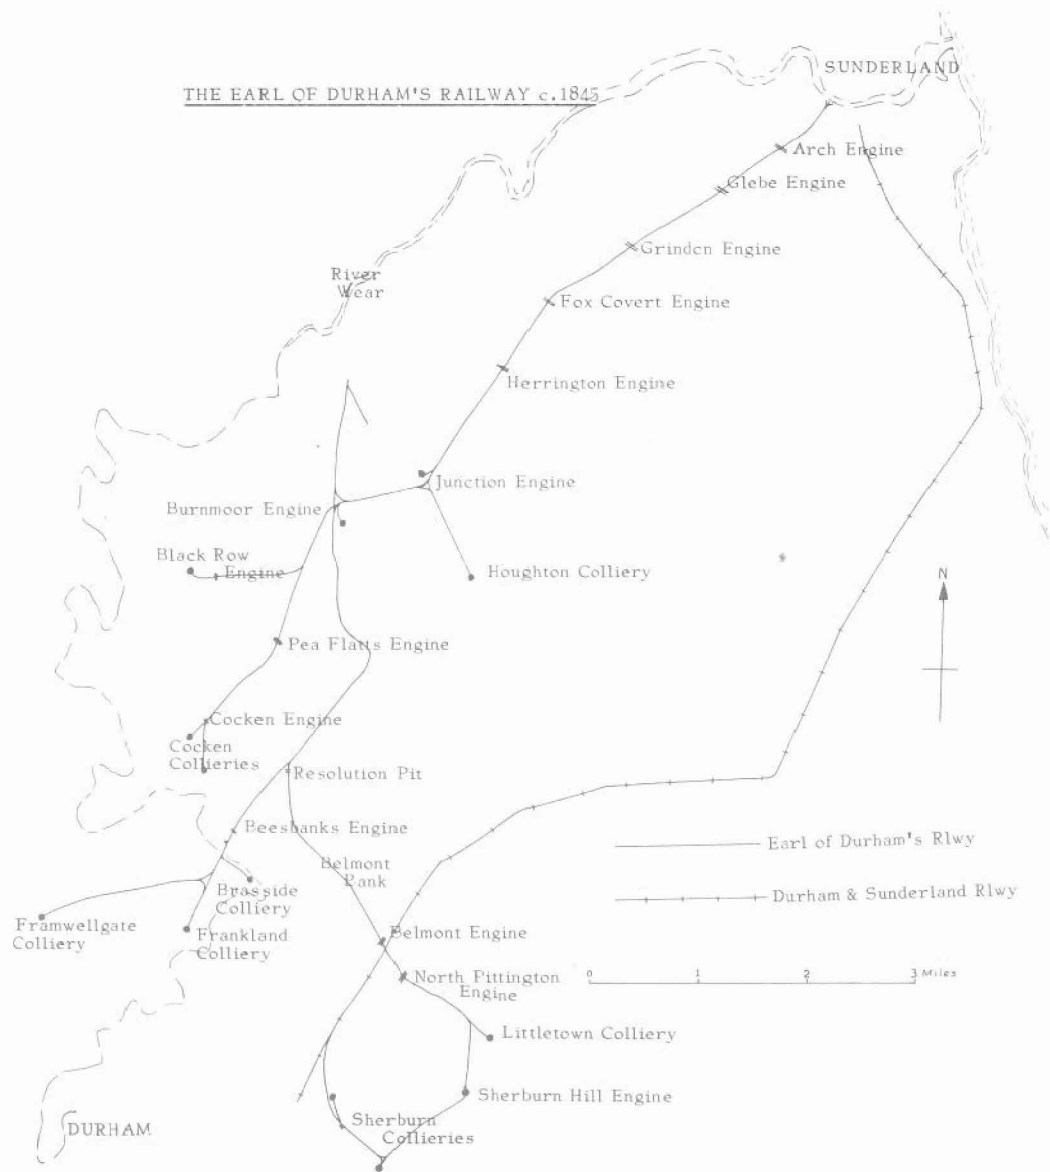 SUNDERLAND
THE EARL OF DURHAM'S RAILWAY c.1845
Arch Engine
Glebe Engine
Grinden Engine
River
Wear
Fox Covert Engine
Herrington Engine
Junction Engine
Burnmoor Engine
Black Row
Engine
Houghton Colliery
N
Pea Flatts Engine
Cocken Engine
Cocken
Collieries
Resolution Pit
Beesbanks Engine
Earl of Durham's Rlwy
Belmont
Bank
Brasside
Colliery
Durham & Sunderland Rlwy
Framwellgate
Colliery
Frankland
Colliery
Belmont Engine
North Pittington
Engine
0 1 2 3 Miles
Littletown Colliery
Sherburn Hill Engine
Sherburn
Collieries
DURHAM